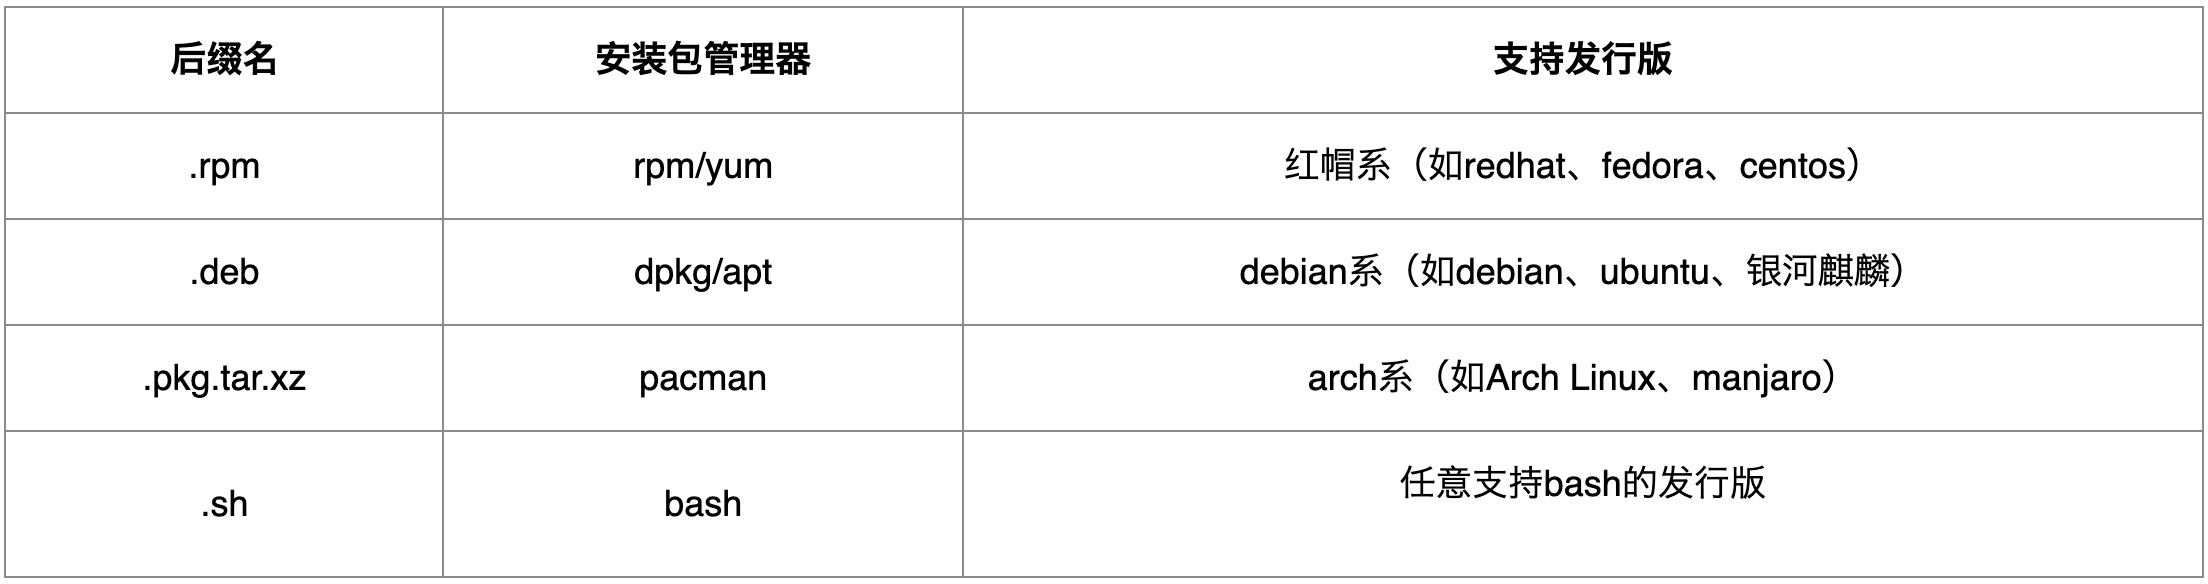 后缀名 安装包管理器 支持发行版
.rpm rpm/yum 红帽系（如redhat、fedora、centos）
.deb dpkg/apt debian系（如debian、ubuntu、银河麒麟）
.pkg.tar.xz pacman arch系（如Arch Linux、manjaro）
.sh bash 任意支持bash的发行版